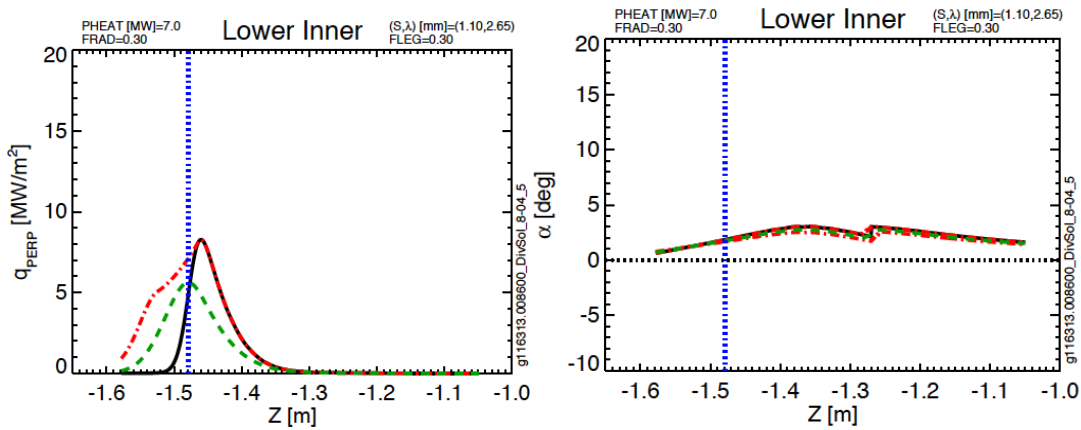 PHEAT [MW]=7.0
FRAD=0.30
Lower Inner
(S,λ) [mm]=(1.10,2.65)
FLEG=0.30
20
15
10
5
0
qPERP [MW/m²]
-1.6 -1.5 -1.4 -1.3 -1.2 -1.1 -1.0
Z [m]
g116313.008600_DivSol_8-04_5
PHEAT [MW]=7.0
FRAD=0.30
Lower Inner
(S,λ) [mm]=(1.10,2.65)
FLEG=0.30
20
15
10
5
0
-5
-10
α [deg]
-1.6 -1.5 -1.4 -1.3 -1.2 -1.1 -1.0
Z [m]
g116313.008600_DivSol_8-04_5